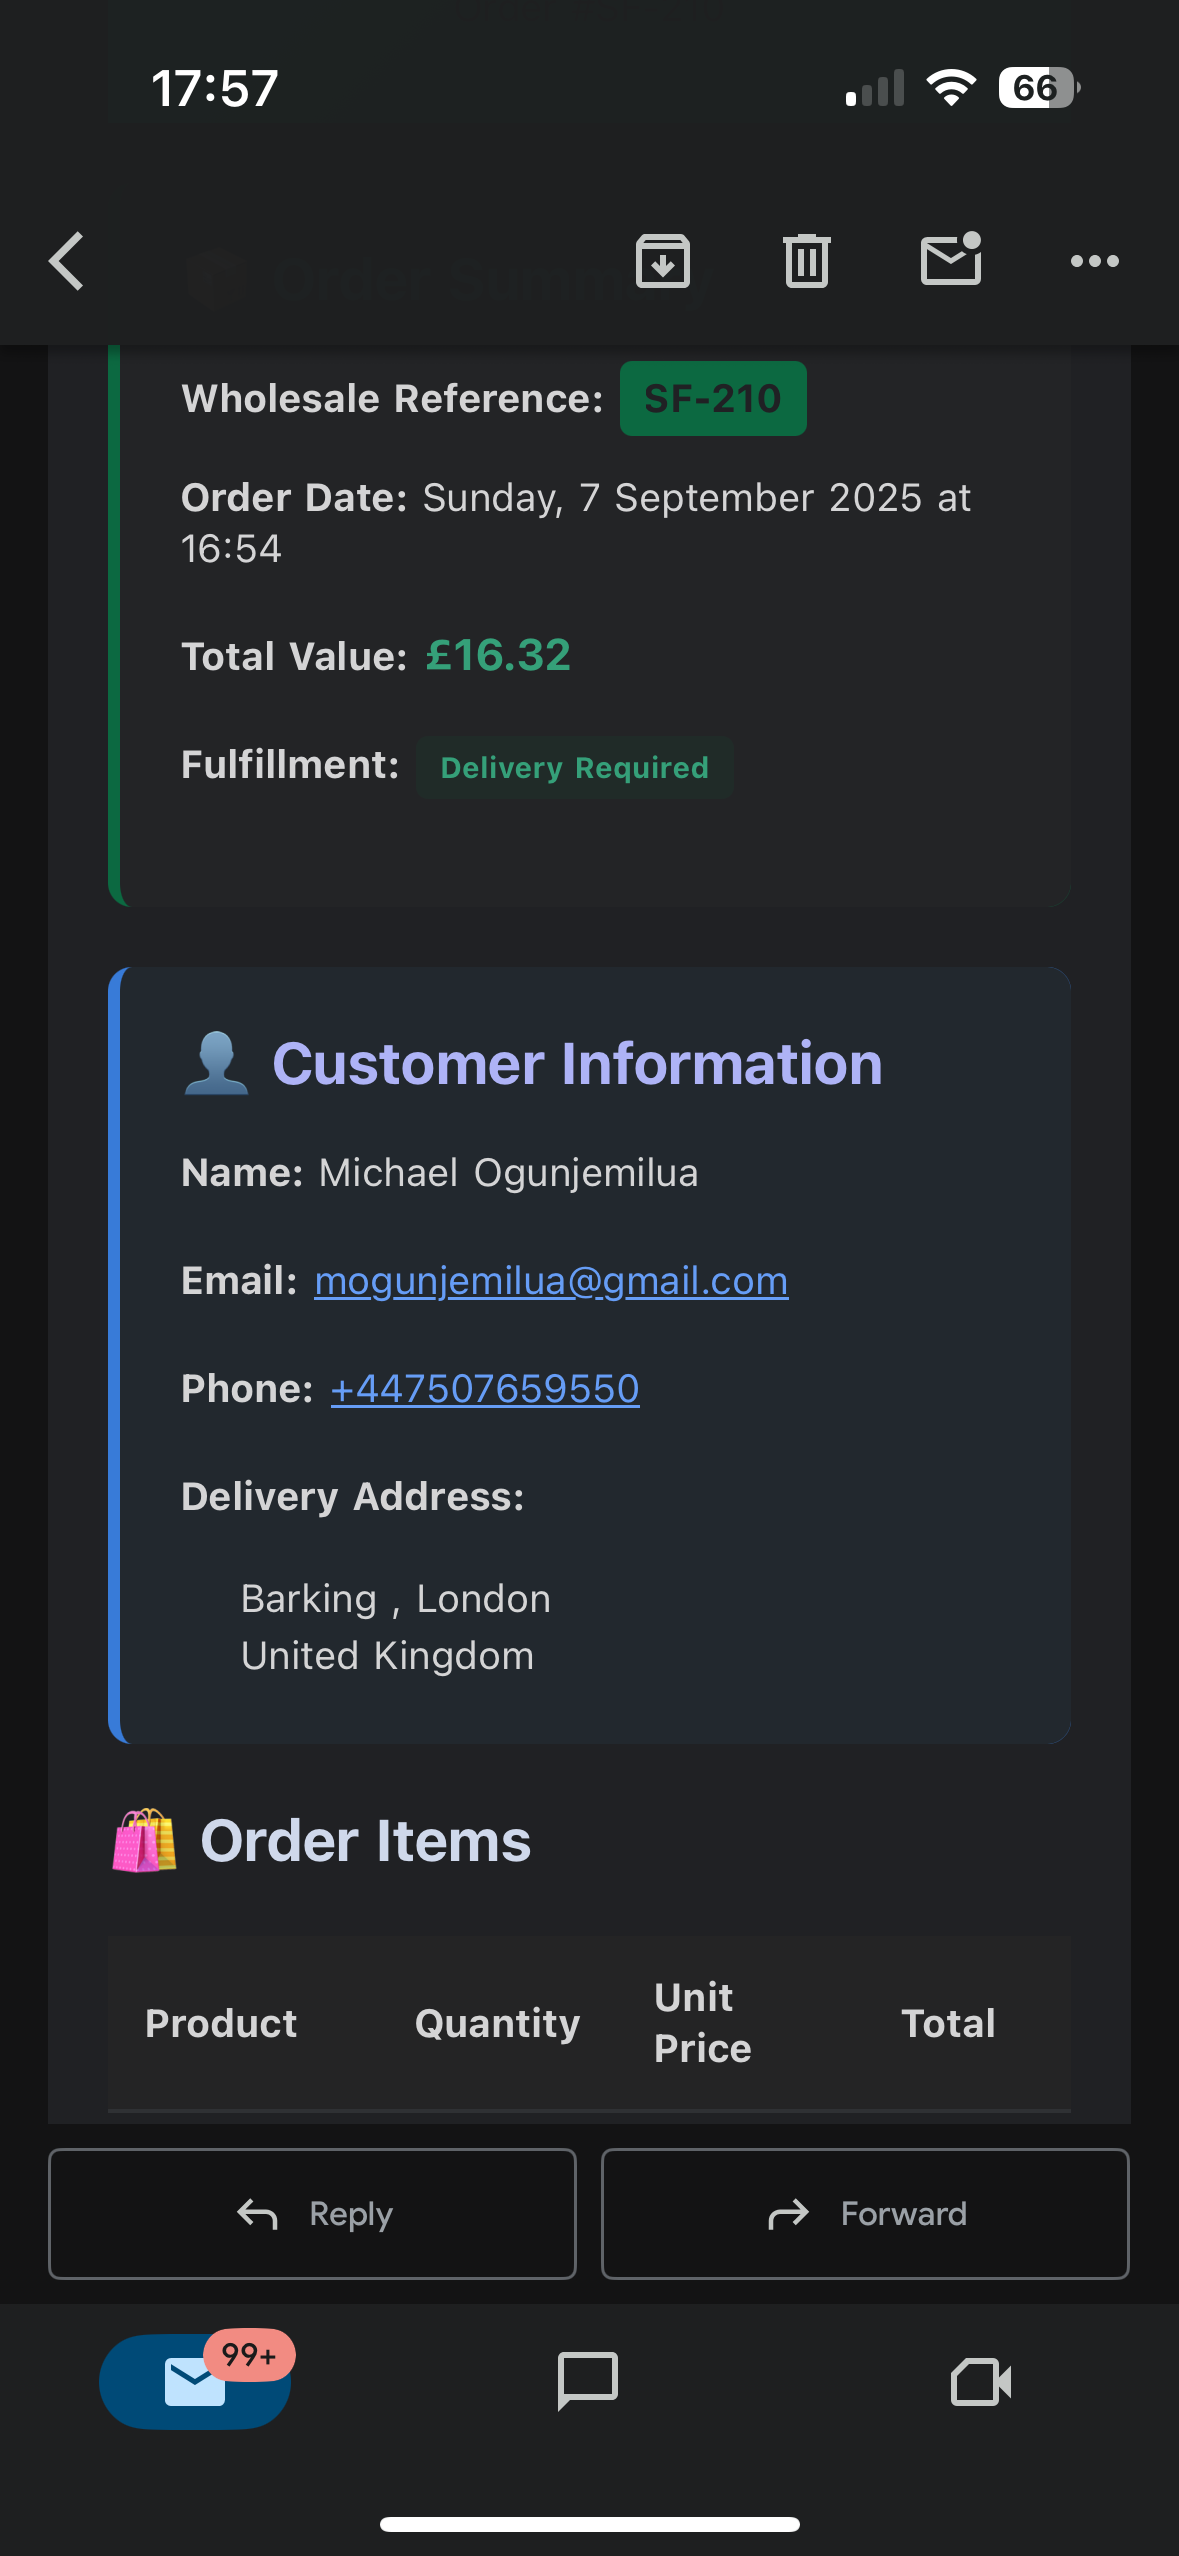 17:57
66
Order Summary
Wholesale Reference: SF-210
Order Date: Sunday, 7 September 2025 at
16:54
Total Value: £16.32
Fulfillment: Delivery Required
Customer Information
Name: Michael Ogunjemilua
Email: mogunjemilua@gmail.com
Phone: +447507659550
Delivery Address:
Barking , London
United Kingdom
Order Items
Product Quantity Unit Price Total
Reply Forward
99+